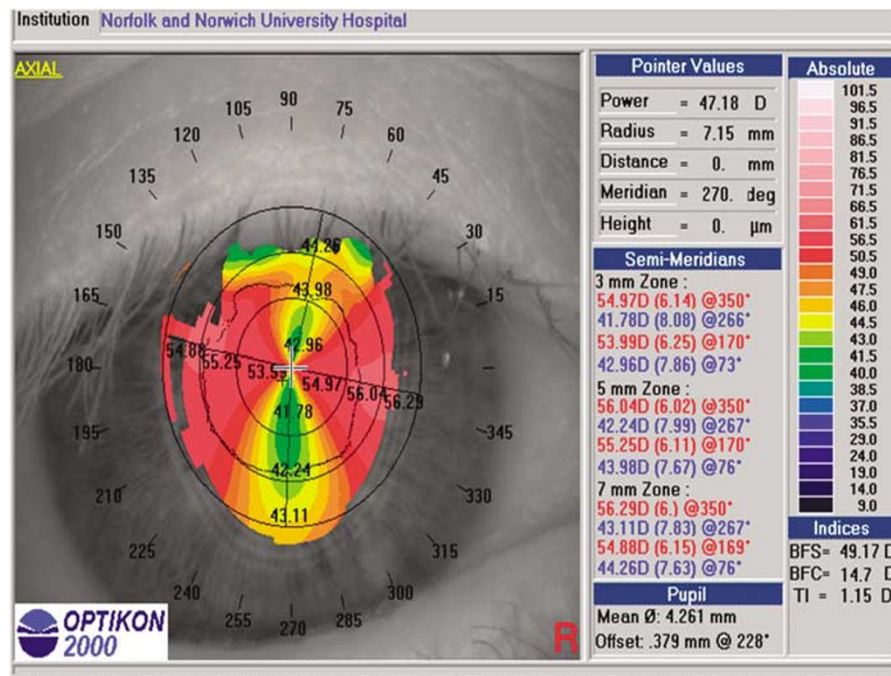 Institution Norfolk and Norwich University Hospital
AXIAL
90
105 75
120 60
135 45
150 30
165 15
180
195 345
210 330
225 315
240 300
255 285
270
44.26
43.98
42.96
54.88 55.25 53.99 54.97 56.04 56.29
41.78
42.24
43.11
OPTIKON
2000
R
Pointer Values
Power = 47.18 D
Radius = 7.15 mm
Distance = 0. mm
Meridian = 270. deg
Height = 0. µm
Semi-Meridians
3 mm Zone :
54.97D (6.14) @350°
41.78D (8.08) @266°
53.99D (6.25) @170°
42.96D (7.86) @73°
5 mm Zone :
56.04D (6.02) @350°
42.24D (7.99) @267°
55.25D (6.11) @170°
43.98D (7.67) @76°
7 mm Zone :
56.29D (6.) @350°
43.11D (7.83) @267°
54.88D (6.15) @169°
44.26D (7.63) @76°
Pupil
Mean Ø: 4.261 mm
Offset: .379 mm @ 228°
Absolute
101.5
96.5
91.5
86.5
81.5
76.5
71.5
66.5
61.5
56.5
50.5
49.0
47.5
46.0
44.5
43.0
41.5
40.0
38.5
37.0
35.5
29.0
24.0
19.0
14.0
9.0
Indices
BFS= 49.17 D
BFC= 14.7 D
TI = 1.15 D